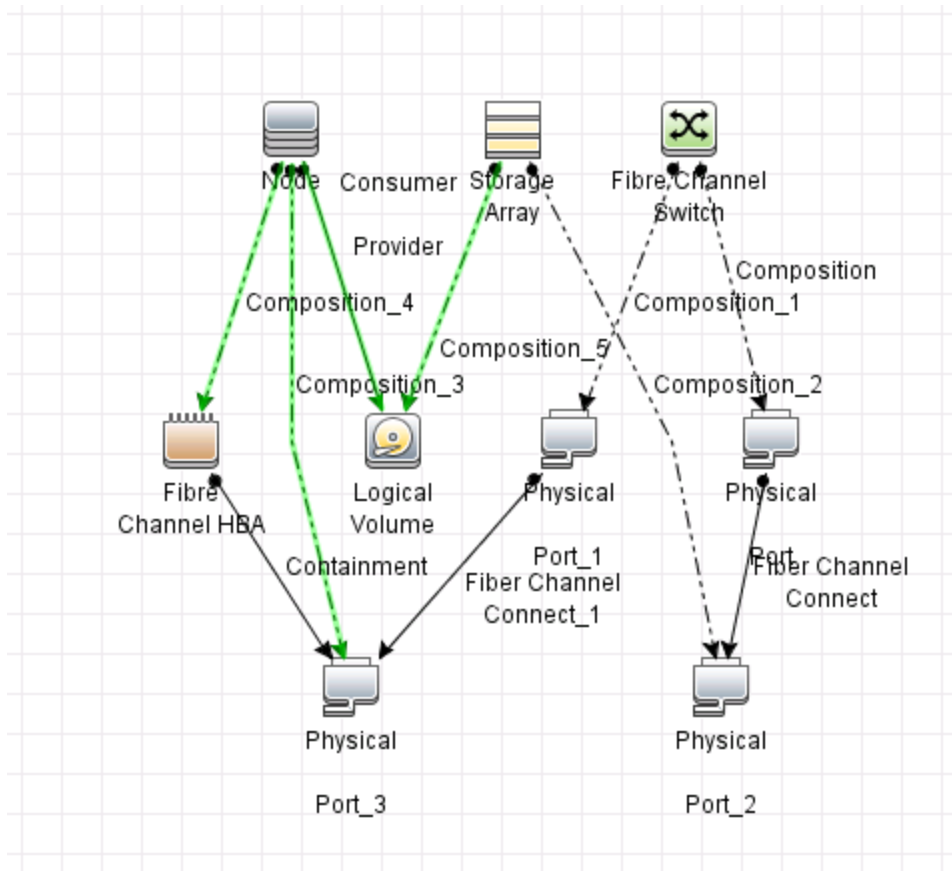 Node
Consumer
Storage
Array
Fibre Channel
Switch
Provider
Composition
Composition_4
Composition_1
Composition_5
Composition_3
Composition_2
Fibre
Channel HBA
Logical
Volume
Physical
Port_1
Physical
Port
Containment
Fiber Channel
Connect_1
Fiber Channel
Connect
Physical
Port_3
Physical
Port_2